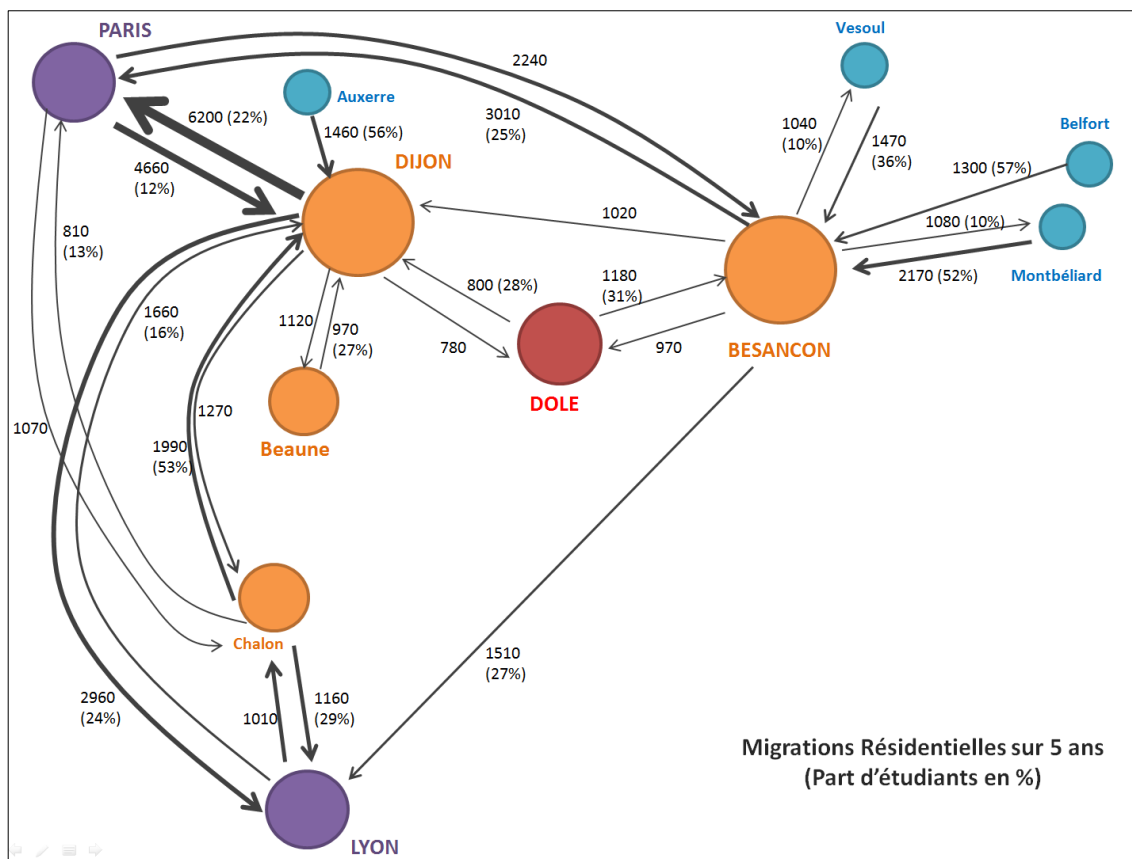 PARIS
2240
Vesoul
Auxerre
6200 (22%)
3010
(25%)
1040
(10%)
1470
(36%)
Belfort
1460 (56%)
DIJON
4660
(12%)
1300 (57%)
810
(13%)
1020
1080 (10%)
2170 (52%)
Montbéliard
800 (28%)
1180
(31%)
1660
(16%)
1120
970
(27%)
780
970
BESANCON
DOLE
1270
1070
1990
(53%)
Beaune
Chalon
1510
(27%)
2960
(24%)
1010
1160
(29%)
Migrations Résidentielles sur 5 ans
(Part d'étudiants en %)
LYON